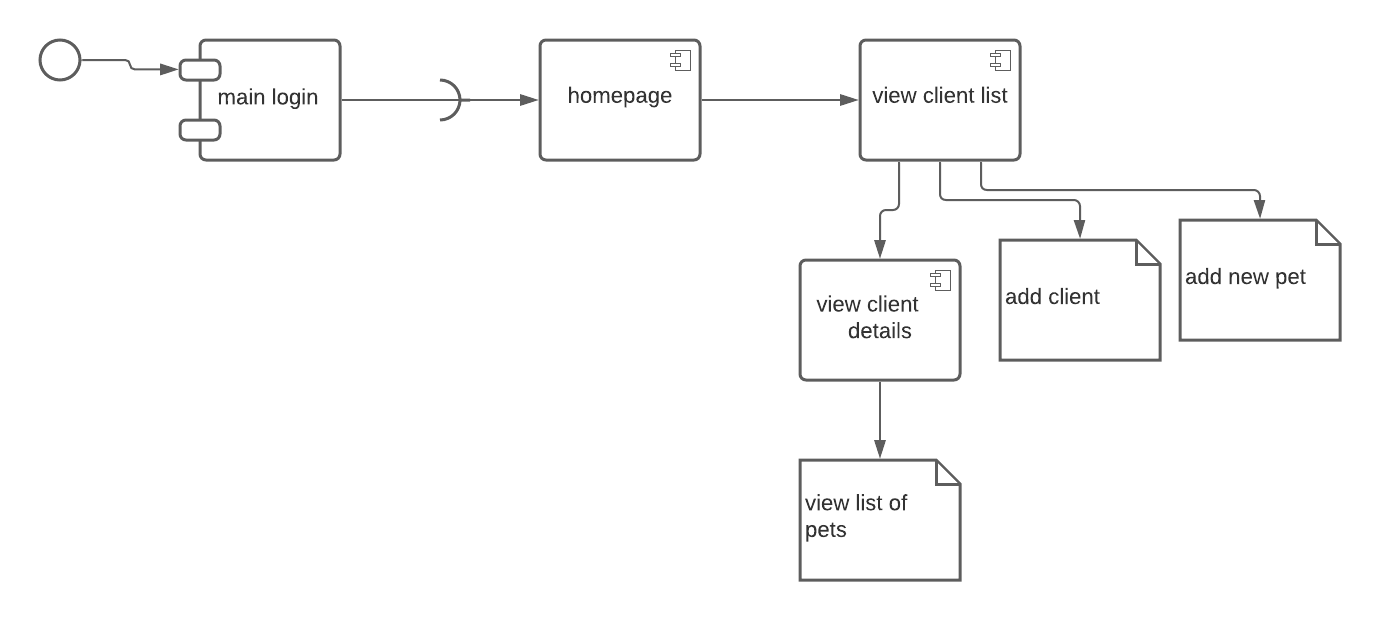 main login
homepage
view client list
view client
details
add client
add new pet
view list of
pets